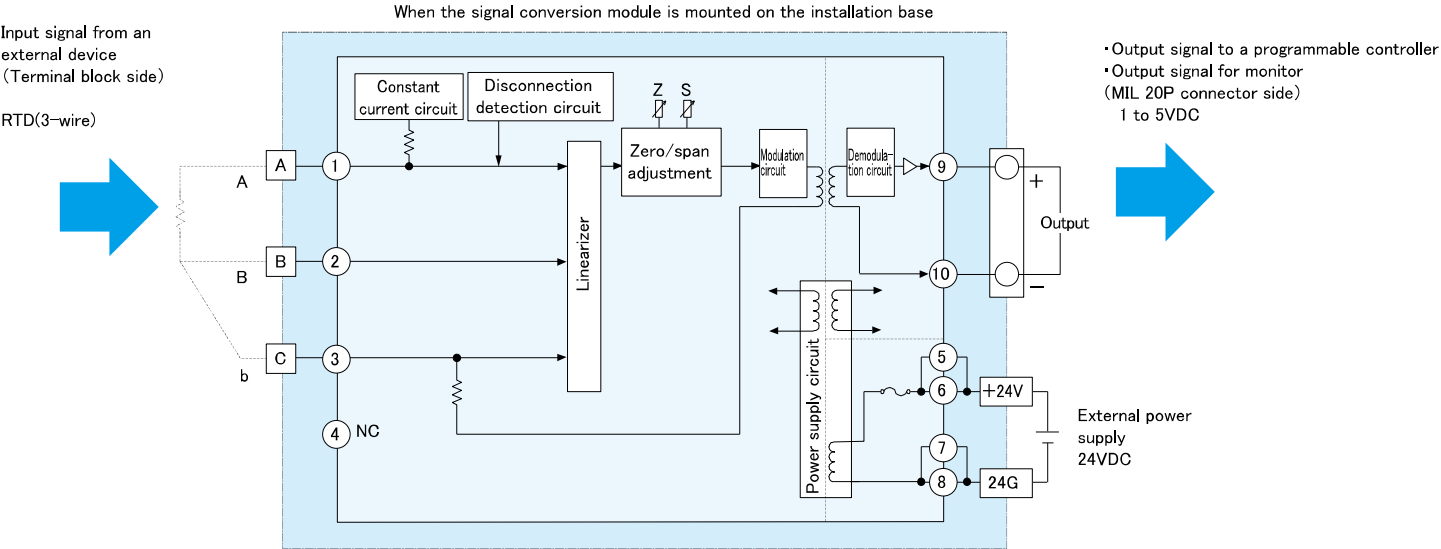 When the signal conversion module is mounted on the installation base
Input signal from an
external device
(Terminal block side)
RTD(3-wire)
・Output signal to a programmable controller
・Output signal for monitor
(MIL 20P connector side)
1 to 5VDC
Constant
current circuit
Disconnection
detection circuit
Z
S
Zero/span
adjustment
Modulation
circuit
Demodula-
tion circuit
Linearizer
A
A
1
B
B
2
C
b
3
4
NC
9
+
Output
10
−
Power supply circuit
5
6
+24V
7
8
24G
External power
supply
24VDC